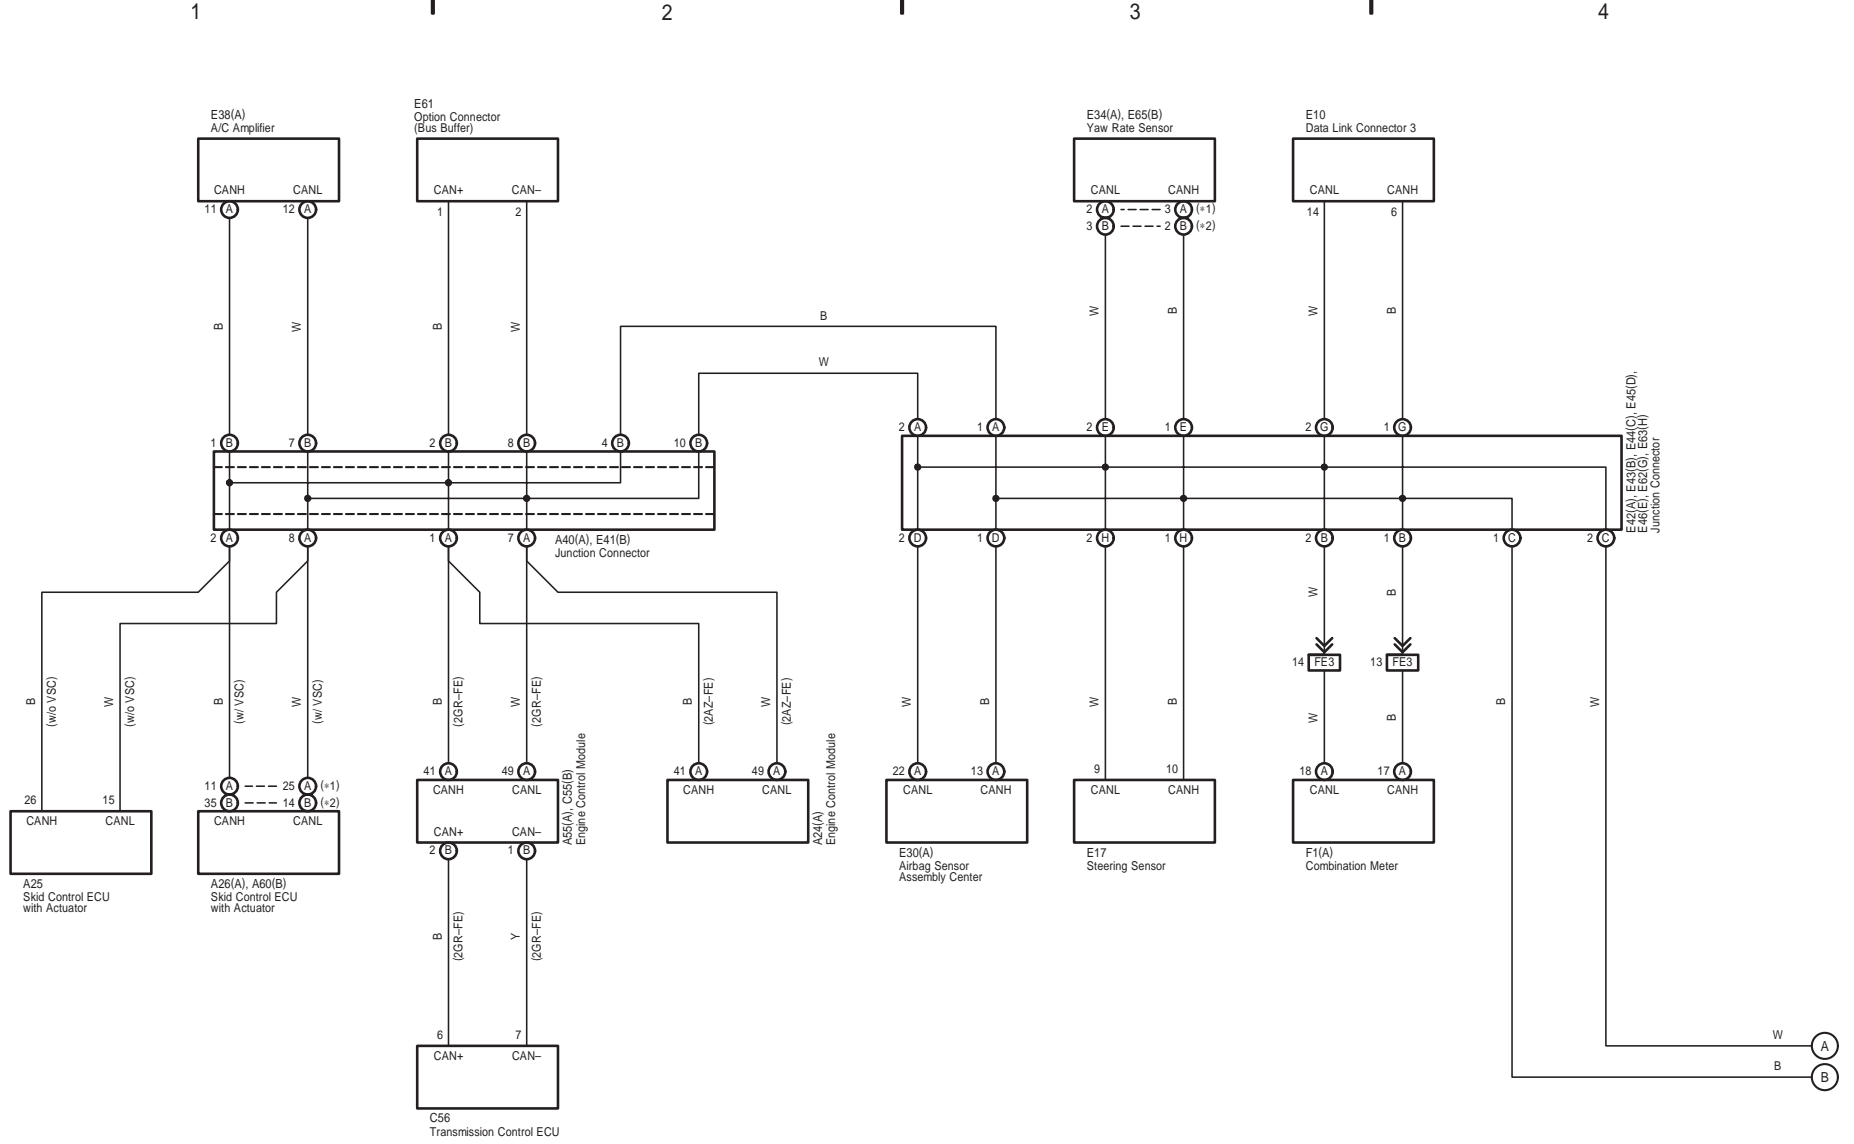 1 2 3 4
E38(A)
A/C Amplifier
CANH CANL
11 A 12 A
E61
Option Connector
(Bus Buffer)
CAN+ CAN–
1 2
E34(A), E65(B)
Yaw Rate Sensor
CANL CANH
2 A 3 A (*1)
3 B 2 B (*2)
E10
Data Link Connector 3
CANL CANH
14 6
B W B W W B W B
B
W
1 B 7 B 2 B 8 B 4 B 10 B
2 A 1 A 2 E 1 E 2 G 1 G
E42(A), E43(B), E44(C), E45(D),
E46(E), E62(G), E63(H)
Junction Connector
2 A 8 A 1 A 7 A
A40(A), E41(B)
Junction Connector
2 D 1 D 2 H 1 H 2 B 1 B 1 C 2 C
W B
14 FE3 13 FE3
B (w/o VSC)
W (w/o VSC)
B (w/ VSC)
W (w/ VSC)
B (2GR–FE)
W (2GR–FE)
B (2AZ–FE)
W (2AZ–FE)
W B W B W B B W
26 15
CANH CANL
A25
Skid Control ECU
with Actuator
11 A 25 A (*1)
35 B 14 B (*2)
CANH CANL
A26(A), A60(B)
Skid Control ECU
with Actuator
41 A 49 A
CANH CANL
CAN+ CAN–
2 B 1 B
A55(A), C55(B)
Engine Control Module
41 A 49 A
CANH CANL
A24(A)
Engine Control Module
22 A 13 A
CANL CANH
E30(A)
Airbag Sensor
Assembly Center
9 10
CANL CANH
E17
Steering Sensor
18 A 17 A
CANL CANH
F1(A)
Combination Meter
B (2GR–FE)
Y (2GR–FE)
6 7
CAN+ CAN–
C56
Transmission Control ECU
W A
B B